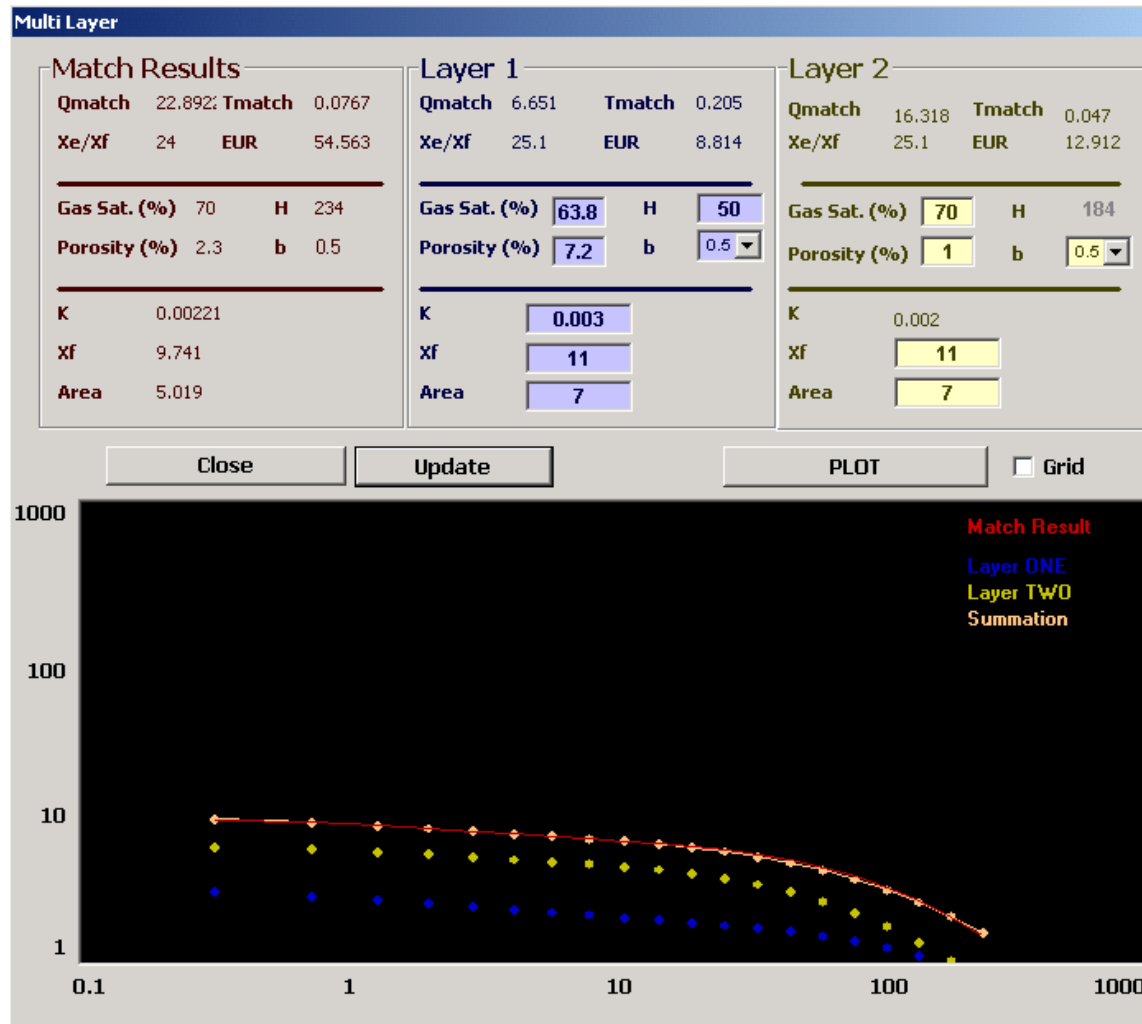 Multi Layer
Match Results
Qmatch 22.892 Tmatch 0.0767
Xe/Xf 24 EUR 54.563
Gas Sat. (%) 70 H 234
Porosity (%) 2.3 b 0.5
K 0.00221
Xf 9.741
Area 5.019
Layer 1
Qmatch 6.651 Tmatch 0.205
Xe/Xf 25.1 EUR 8.814
Gas Sat. (%) 63.8 H 50
Porosity (%) 7.2 b 0.5
K 0.003
Xf 11
Area 7
Layer 2
Qmatch 16.318 Tmatch 0.047
Xe/Xf 25.1 EUR 12.912
Gas Sat. (%) 70 H 184
Porosity (%) 1 b 0.5
K 0.002
Xf 11
Area 7
Close Update PLOT Grid
Match Result
Layer ONE
Layer TWO
Summation
1000
100
10
1
0.1 1 10 100 1000